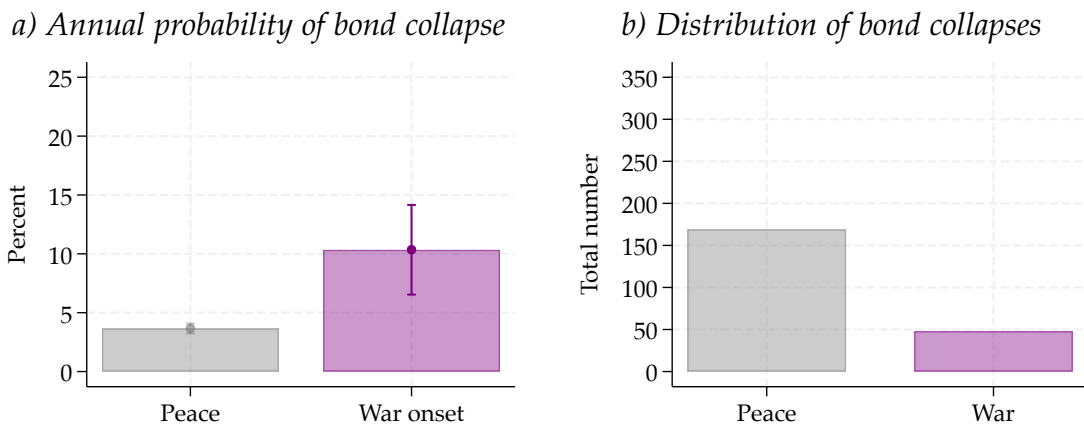 a) Annual probability of bond collapse
Percent
25
20
15
10
5
0
Peace
War onset
b) Distribution of bond collapses
Total number
350
300
250
200
150
100
50
0
Peace
War